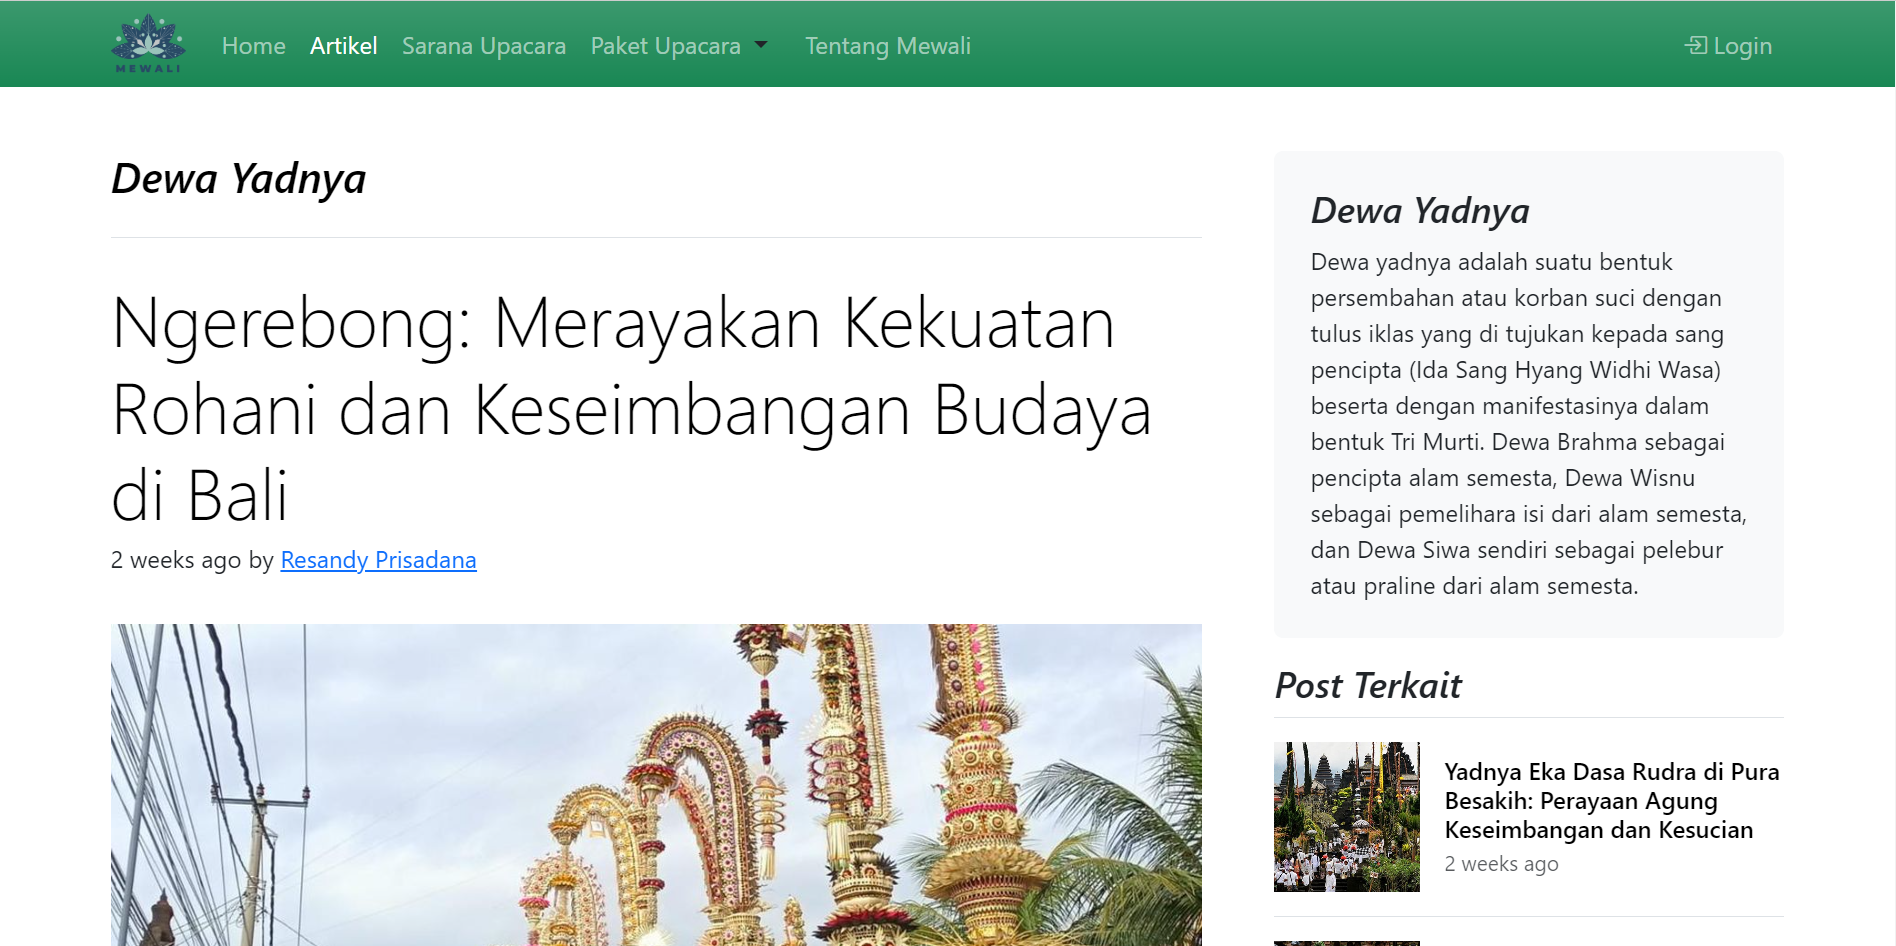 MEWALI
Home
Artikel
Sarana Upacara
Paket Upacara
Tentang Mewali
Login
Dewa Yadnya
Ngerebong: Merayakan Kekuatan
Rohani dan Keseimbangan Budaya
di Bali
2 weeks ago by Resandy Prisadana
Dewa Yadnya
Dewa yadnya adalah suatu bentuk
persembahan atau korban suci dengan
tulus iklas yang di tujukan kepada sang
pencipta (Ida Sang Hyang Widhi Wasa)
beserta dengan manifestasinya dalam
bentuk Tri Murti. Dewa Brahma sebagai
pencipta alam semesta, Dewa Wisnu
sebagai pemelihara isi dari alam semesta,
dan Dewa Siwa sendiri sebagai pelebur
atau praline dari alam semesta.
Post Terkait
Yadnya Eka Dasa Rudra di Pura
Besakih: Perayaan Agung
Keseimbangan dan Kesucian
2 weeks ago